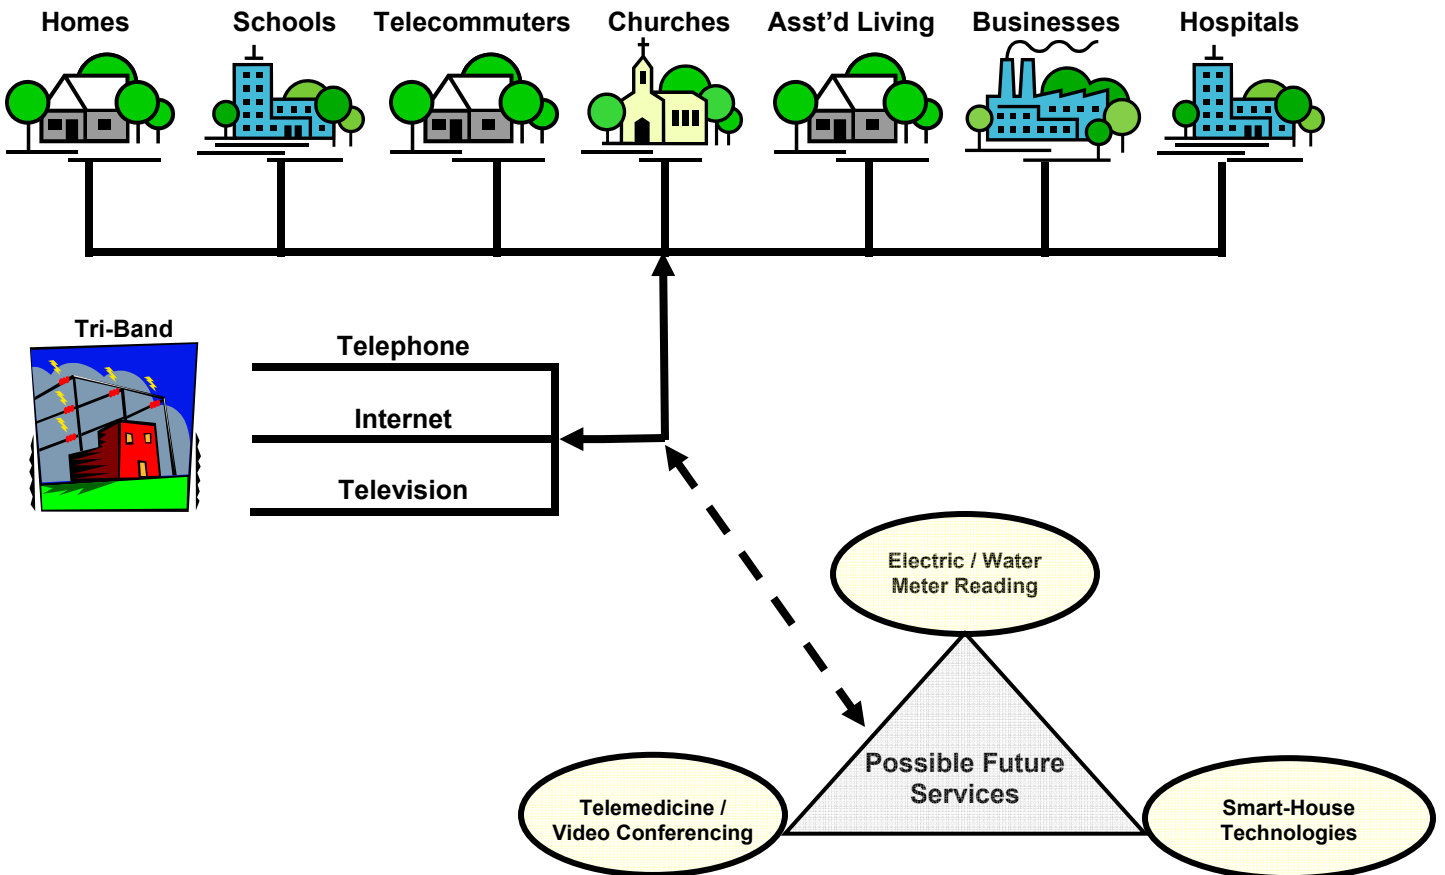 Homes Schools Telecommuters Churches Asst'd Living Businesses Hospitals
Tri-Band
Telephone
Internet
Television
Electric / Water
Meter Reading
Possible Future
Services
Telemedicine /
Video Conferencing
Smart-House
Technologies